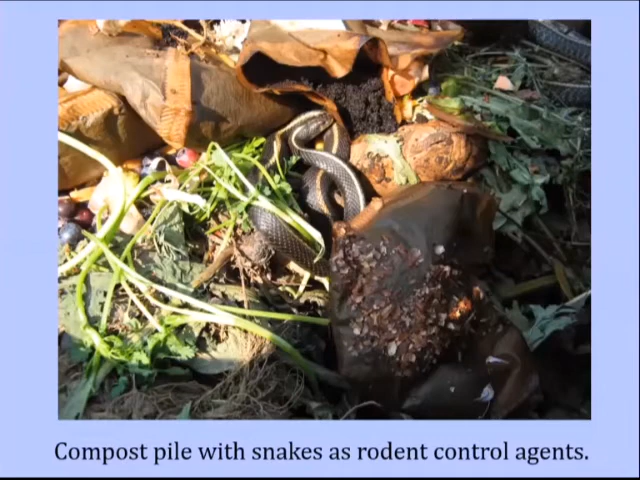 Compost pile with snakes as rodent control agents.